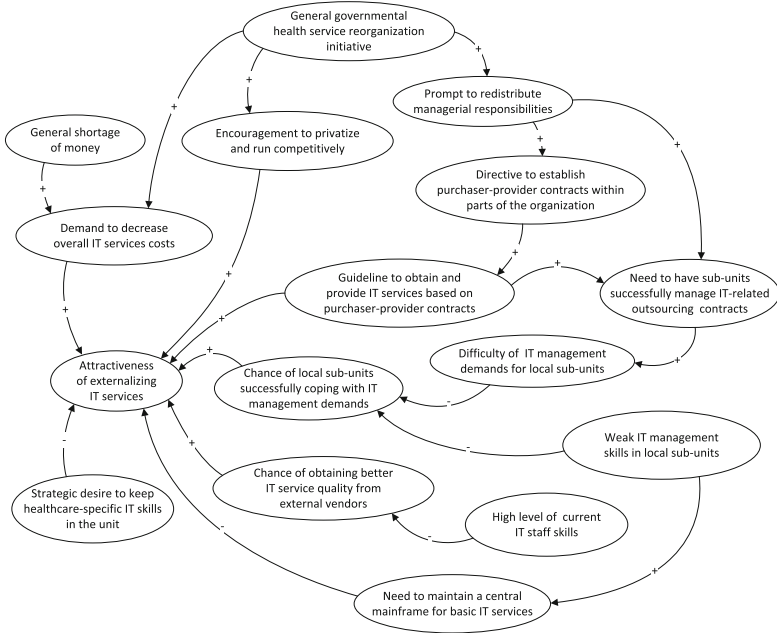 General governmental
health service reorganization
initiative
+
+
+
Prompt to redistribute
managerial responsibilities
+
+
+
General shortage
of money
Encouragement to privatize
and run competitively
Directive to establish
purchaser-provider contracts within
parts of the organization
+
Demand to decrease
overall IT services costs
+
+
+
Guideline to obtain and
provide IT services based on
purchaser-provider contracts
+
Need to have sub-units
successfully manage IT-related
outsourcing contracts
+
+
+
Difficulty of IT management
demands for local sub-units
+
Attractiveness
of externalizing
IT services
Chance of local sub-units
successfully coping with IT
management demands
-
-
Weak IT management
skills in local sub-units
-
+
Chance of obtaining better
IT service quality from
external vendors
Strategic desire to keep
healthcare-specific IT skills
in the unit
High level of current
IT staff skills
-
-
+
Need to maintain a central
mainframe for basic IT services